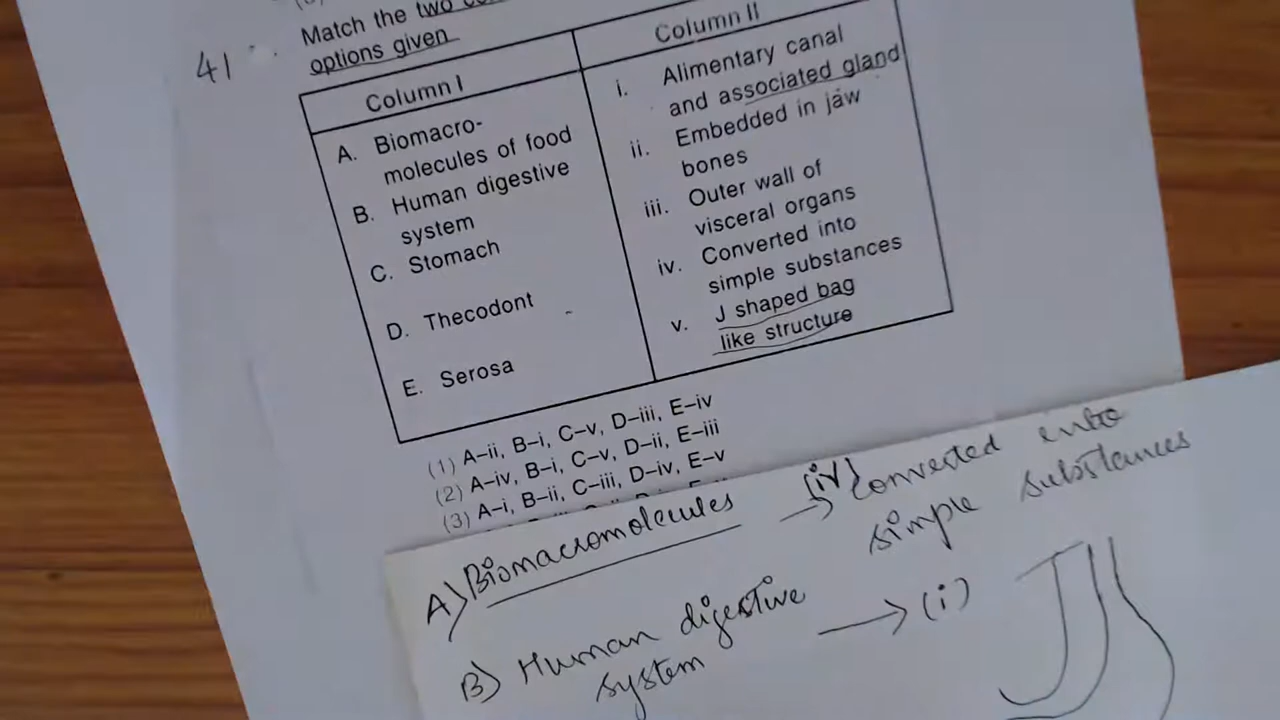 41
Match the two
options given
Column I
Column II
A. Biomacro-
molecules of food
B. Human digestive
system
C. Stomach
D. Thecodont
E. Serosa
i. Alimentary canal
and associated gland
ii. Embedded in jaw
bones
iii. Outer wall of
visceral organs
iv. Converted into
simple substances
v. J shaped bag
like structure
(1) A–ii, B–i, C–v, D–iii, E–iv
(2) A–iv, B–i, C–v, D–ii, E–iii
(3) A–i, B–ii, C–iii, D–iv, E–v
A) Biomacromolecules → (iv) Converted into
simple substances
B) Human digestive → (i)
system